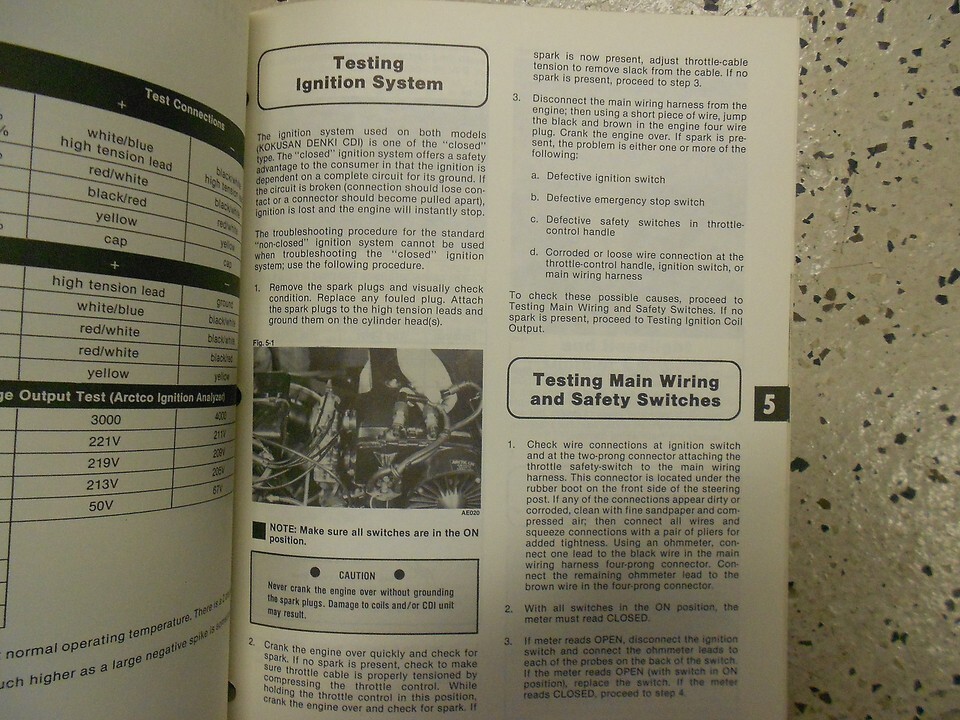 Test Connections
%
+
–
%
white/blue
black/white
high tension lead
high tension
red/white
black/white
black/red
red/white
%
yellow
yellow
cap
cap
+
–
high tension lead
ground
white/blue
black/white
red/white
black/white
red/white
black/red
yellow
yellow
ge Output Test (Arctco Ignition Analyzer)
3000
4000
221V
211V
219V
209V
213V
205V
50V
67V
normal operating temperature. There is a
uch higher as a large negative spike is
Testing
Ignition System
The ignition system used on both models
(KOKUSAN DENKI CDI) is one of the "closed"
type. The "closed" ignition system offers a safety
advantage to the consumer in that the ignition is
dependent on a complete circuit for its ground. If
the circuit is broken (connection should lose con-
tact or a connector should become pulled apart),
ignition is lost and the engine will instantly stop.
The troubleshooting procedure for the standard
"non-closed" ignition system cannot be used
when troubleshooting the "closed" ignition
system; use the following procedure.
1. Remove the spark plugs and visually check
condition. Replace any fouled plug. Attach
the spark plugs to the high tension leads and
ground them on the cylinder head(s).
Fig. 5-1
AE020
NOTE: Make sure all switches are in the ON
position.
CAUTION
Never crank the engine over without grounding
the spark plugs. Damage to coils and/or CDI unit
may result.
2. Crank the engine over quickly and check for
spark. If no spark is present, check to make
sure throttle cable is properly tensioned by
compressing the throttle control. While
holding the throttle control in this position,
crank the engine over and check for spark. If
spark is now present, adjust throttle-cable
tension to remove slack from the cable. If no
spark is present, proceed to step 3.
3. Disconnect the main wiring harness from the
engine; then using a short piece of wire, jump
the black and brown in the engine four wire
plug. Crank the engine over. If spark is pre-
sent, the problem is either one or more of the
following:
a. Defective ignition switch
b. Defective emergency stop switch
c. Defective safety switches in throttle-
control handle
d. Corroded or loose wire connection at the
throttle-control handle, ignition switch, or
main wiring harness
To check these possible causes, proceed to
Testing Main Wiring and Safety Switches. If no
spark is present, proceed to Testing Ignition Coil
Output.
Testing Main Wiring
and Safety Switches
5
1. Check wire connections at ignition switch
and at the two-prong connector attaching the
throttle safety-switch to the main wiring
harness. This connector is located under the
rubber boot on the front side of the steering
post. If any of the connections appear dirty or
corroded, clean with fine sandpaper and com-
pressed air; then connect all wires and
squeeze connections with a pair of pliers for
added tightness. Using an ohmmeter, con-
nect one lead to the black wire in the main
wiring harness four-prong connector. Con-
nect the remaining ohmmeter lead to the
brown wire in the four-prong connector.
2. With all switches in the ON position, the
meter must read CLOSED.
3. If meter reads OPEN, disconnect the ignition
switch and connect the ohmmeter leads to
each of the probes on the back of the switch.
If the meter reads OPEN (with switch in ON
position), replace the switch. If the meter
reads CLOSED, proceed to step 4.